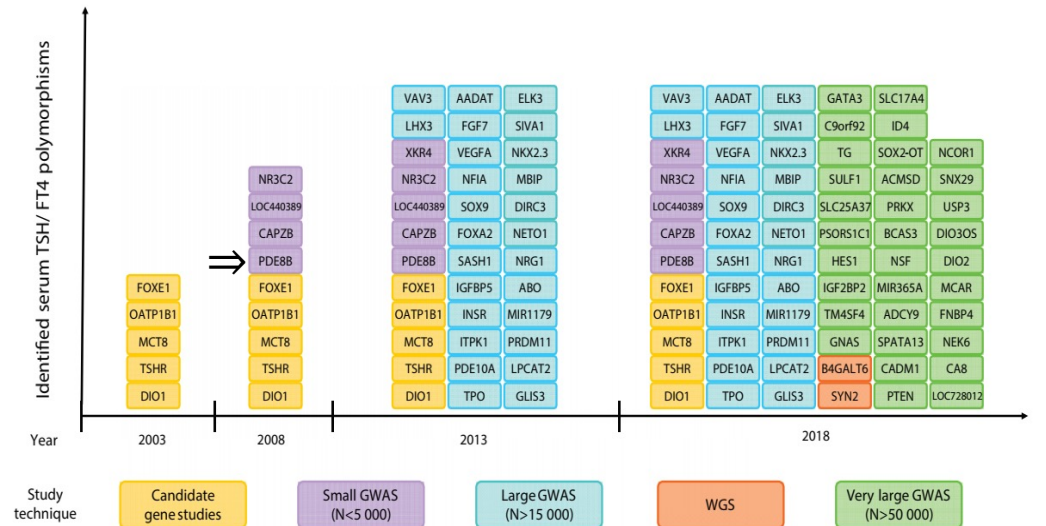 Identified serum TSH/ FT4 polymorphisms
VAV3 AADAT ELK3 VAV3 AADAT ELK3 GATA3 SLC17A4
LHX3 FGF7 SIVA1 LHX3 FGF7 SIVA1 C9orf92 ID4
XKR4 VEGFA NKX2.3 XKR4 VEGFA NKX2.3 TG SOX2-OT NCOR1
NR3C2 NR3C2 NFIA MBIP NR3C2 NFIA MBIP SULF1 ACMSD SNX29
LOC440389 LOC440389 SOX9 DIRC3 LOC440389 SOX9 DIRC3 SLC25A37 PRKX USP3
CAPZB CAPZB FOXA2 NETO1 CAPZB FOXA2 NETO1 PSORS1C1 BCAS3 DIO3OS
PDE8B PDE8B SASH1 NRG1 PDE8B SASH1 NRG1 HES1 NSF DIO2
FOXE1 FOXE1 FOXE1 IGFBP5 ABO FOXE1 IGFBP5 ABO IGF2BP2 MIR365A MCAR
OATP1B1 OATP1B1 OATP1B1 INSR MIR1179 OATP1B1 INSR MIR1179 TM4SF4 ADCY9 FNBP4
MCT8 MCT8 MCT8 ITPK1 PRDM11 MCT8 ITPK1 PRDM11 GNAS SPATA13 NEK6
TSHR TSHR TSHR PDE10A LPCAT2 TSHR PDE10A LPCAT2 B4GALT6 CADM1 CA8
DIO1 DIO1 DIO1 TPO GLIS3 DIO1 TPO GLIS3 SYN2 PTEN LOC728012
Year 2003 2008 2013 2018
Study
technique
Candidate
gene studies
Small GWAS
(N<5 000)
Large GWAS
(N>15 000)
WGS
Very large GWAS
(N>50 000)